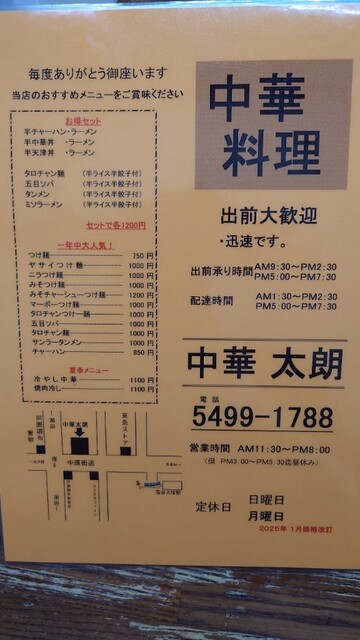 毎度ありがとう御座います
当店のおすすめメニューをご賞味ください
お得セット
半チャーハン・ラーメン
半中華丼 ・ラーメン
半天津丼 ・ラーメン
タロチャン麺 (半ライス半餃子付)
五目ソバ (半ライス半餃子付)
タンメン (半ライス半餃子付)
ミソラーメン (半ライス半餃子付)
セットで各1200円
一年中大人気!
つけ麺 750円
ヤサイつけ麺 1000円
ニラつけ麺 1000円
みそつけ麺 1000円
みそチャーシューつけ麺 1200円
マーボーつけ麺 1000円
タロチャンつけ麺 1000円
五目ソバ 1000円
タロチャン麺 1000円
サンラータンメン 1000円
チャーハン 850円
夏季メニュー
冷やし中華 1100円
焼肉冷し 1100円
中華太朗
東急ストア
田園調布
警察
中原街道
中華
料理
出前大歓迎
・迅速です。
出前承り時間 AM9:30~PM2:30
PM5:00~PM7:30
配達時間 AM1:30~PM2:30
PM5:00~PM7:30
中華 太朗
電話
5499-1788
営業時間 AM11:30~PM8:00
(但 PM3.00~PM5:30迄昼休み)
定休日 日曜日
月曜日
2025年 1月価格改訂